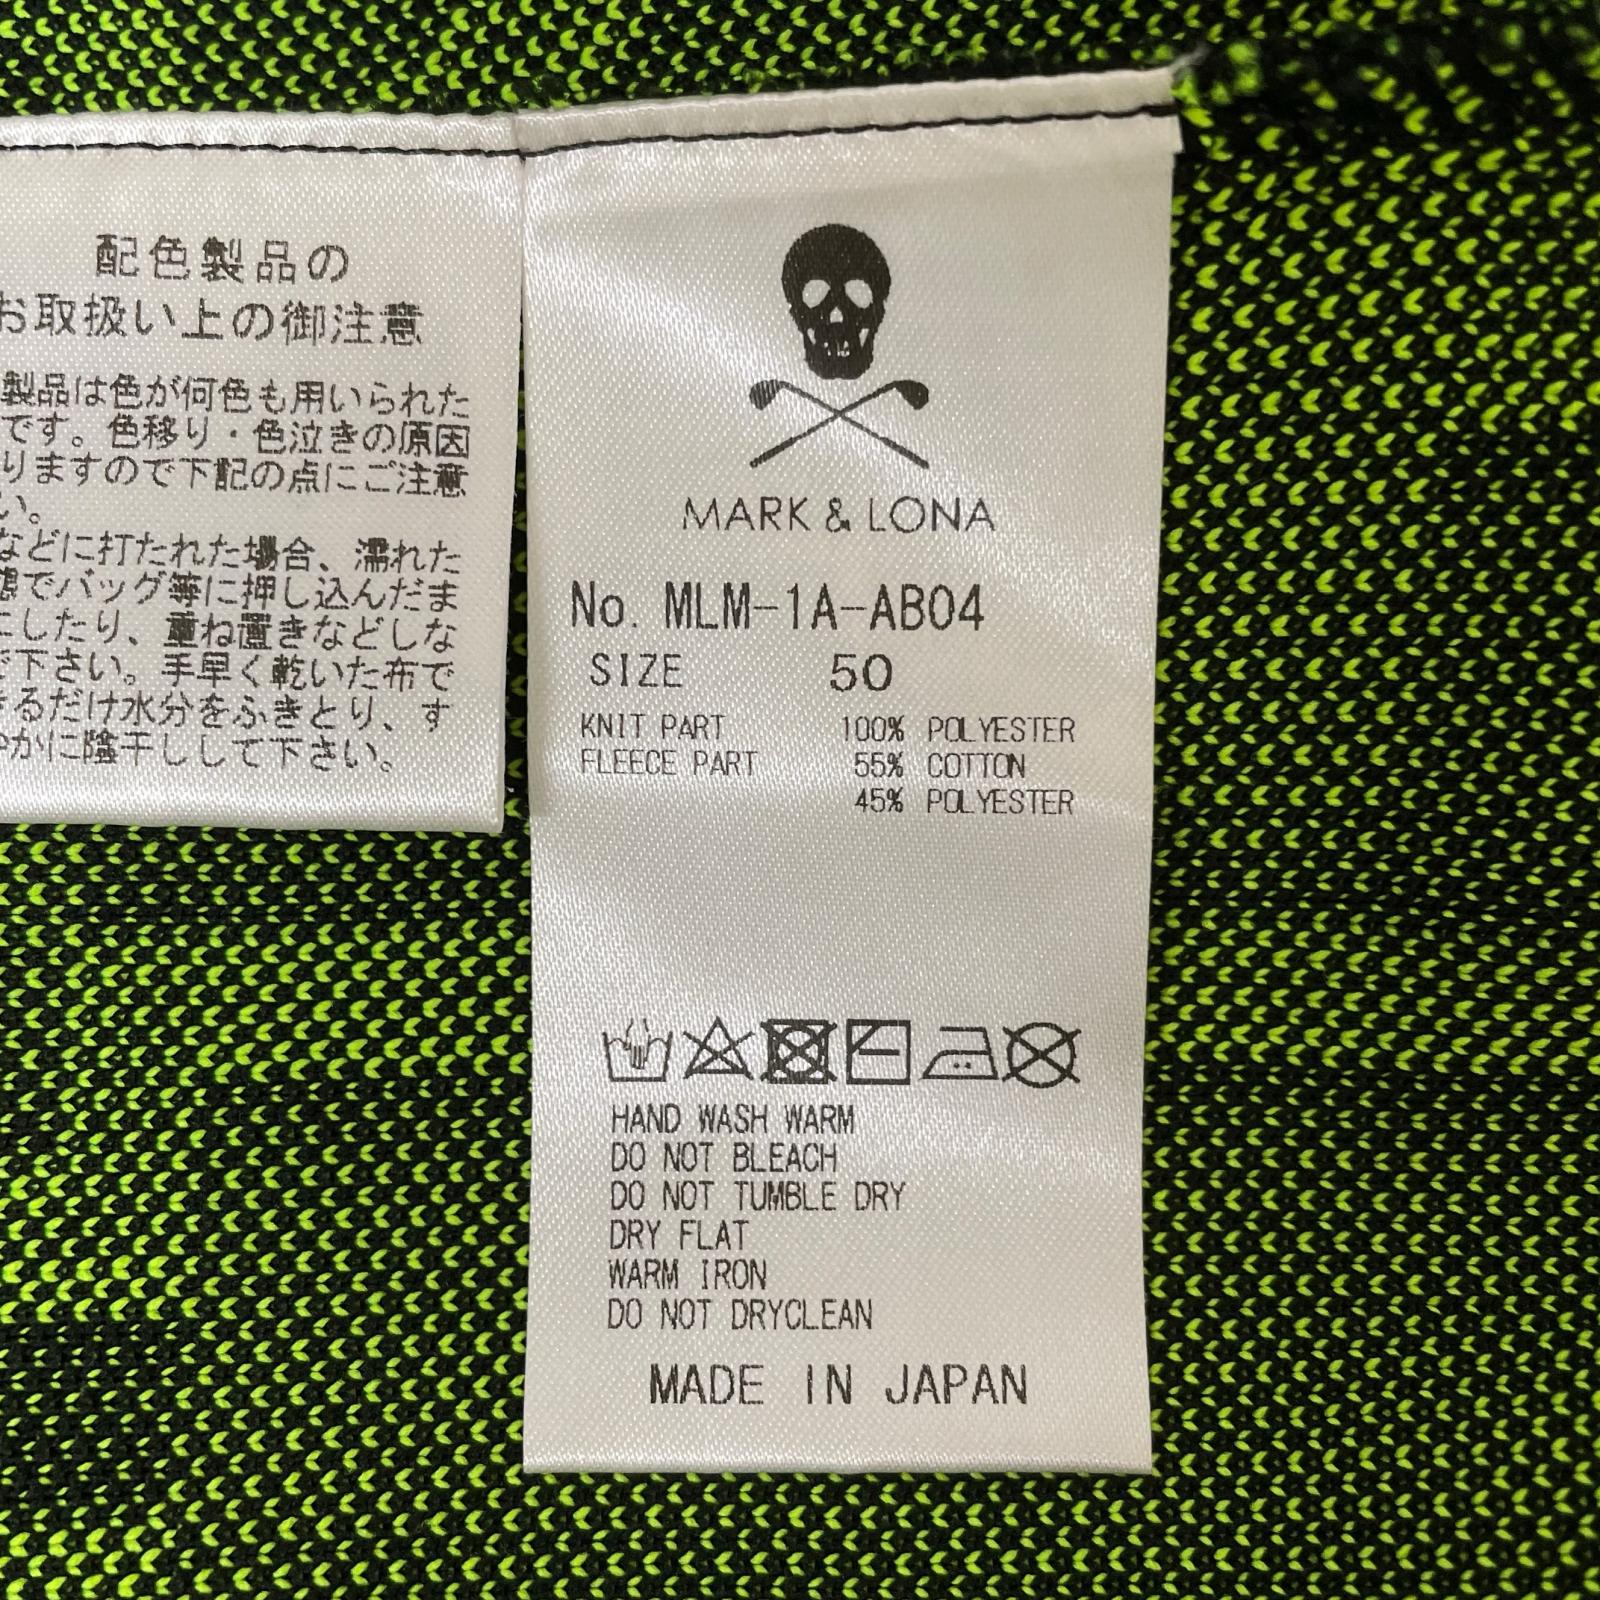 配色製品の
お取扱い上の御注意
製品は色が何色も用いられた
です。色移り・色泣きの原因
りますので下記の点にご注意
い。
などに打たれた場合、濡れた
態でバッグ等に押し込んだま
にしたり、重ね置きなどしな
で下さい。手早く乾いた布で
きるだけ水分をふきとり、す
やかに陰干しして下さい。
MARK & LONA
No. MLM-1A-AB04
SIZE 50
KNIT PART 100% POLYESTER
FLEECE PART 55% COTTON
45% POLYESTER
HAND WASH WARM
DO NOT BLEACH
DO NOT TUMBLE DRY
DRY FLAT
WARM IRON
DO NOT DRYCLEAN
MADE IN JAPAN